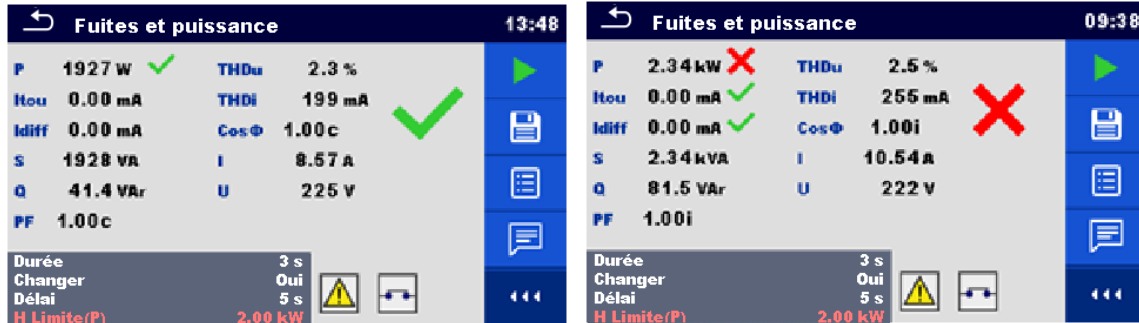 Fuites et puissance 13:48
P 1927 W THDu 2.3 %
Itou 0.00 mA THDi 199 mA
Idiff 0.00 mA CosΦ 1.00c
S 1928 VA I 8.57 A
Q 41.4 VAr U 225 V
PF 1.00c
Durée 3 s
Changer Oui
Délai 5 s
H Limite(P) 2.00 kW
Fuites et puissance 09:38
P 2.34 kW THDu 2.5 %
Itou 0.00 mA THDi 255 mA
Idiff 0.00 mA CosΦ 1.00i
S 2.34 kVA I 10.54 A
Q 81.5 VAr U 222 V
PF 1.00i
Durée 3 s
Changer Oui
Délai 5 s
H Limite(P) 2.00 kW